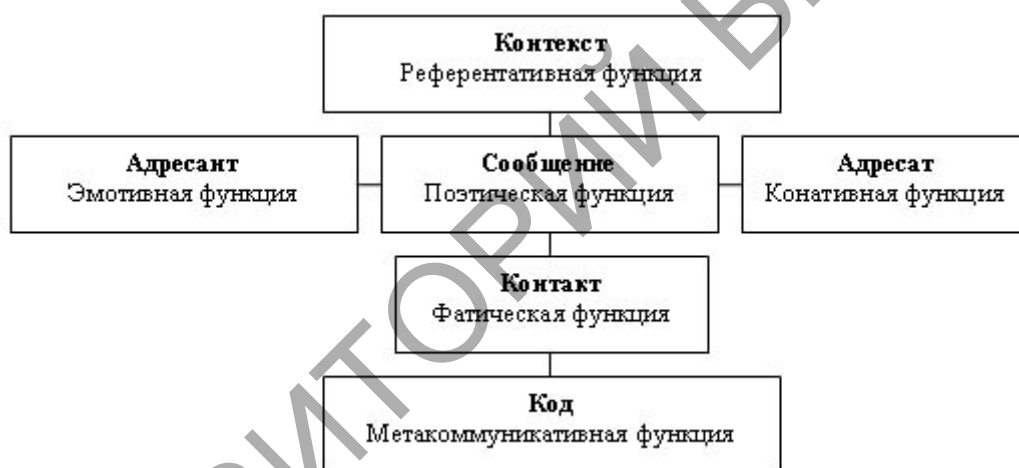 Контекст
Референтативная функция
Адресант
Эмотивная функция
Сообщение
Поэтическая функция
Адресат
Конативная функция
Контакт
Фатическая функция
Код
Метакоммуникативная функция